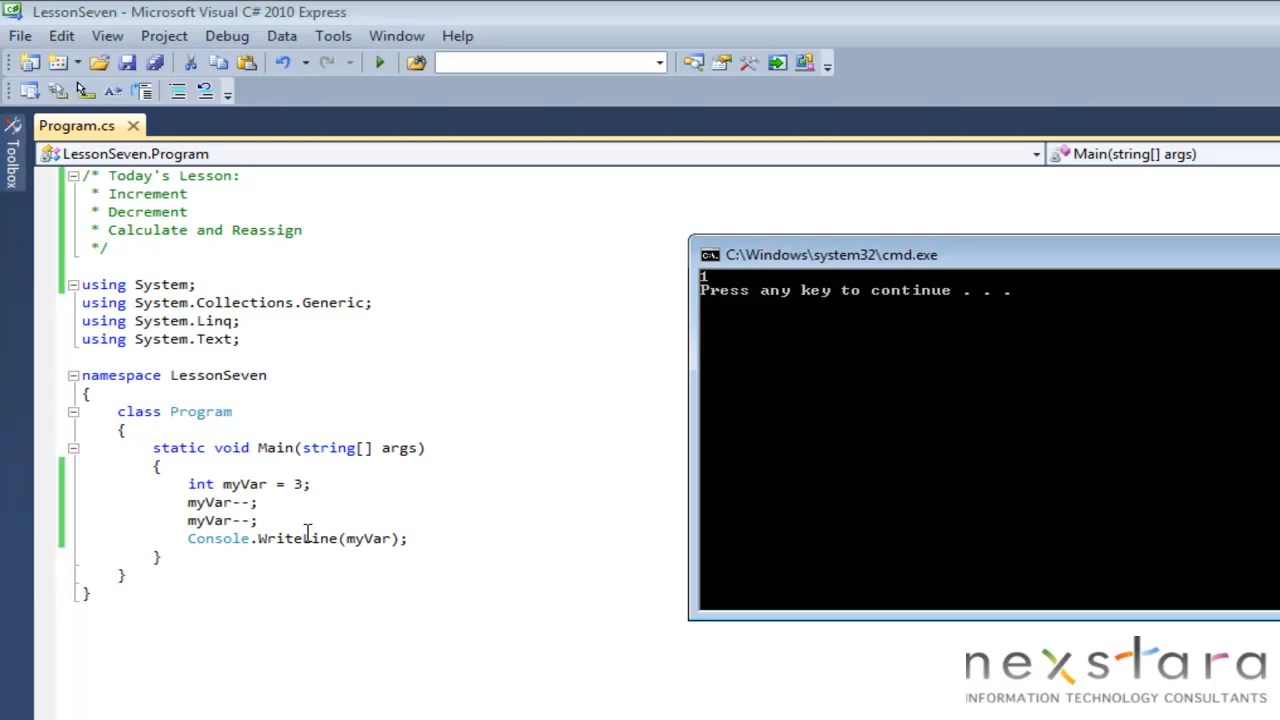 LessonSeven - Microsoft Visual C# 2010 Express
File Edit View Project Debug Data Tools Window Help
Program.cs
Toolbox
LessonSeven.Program
Main(string[] args)
/* Today's Lesson:
* Increment
* Decrement
* Calculate and Reassign
*/
using System;
using System.Collections.Generic;
using System.Linq;
using System.Text;
namespace LessonSeven
{
class Program
{
static void Main(string[] args)
{
int myVar = 3;
myVar--;
myVar--;
Console.WriteLine(myVar);
}
}
}
C:\Windows\system32\cmd.exe
1
Press any key to continue . . .
nexstara
INFORMATION TECHNOLOGY CONSULTANTS